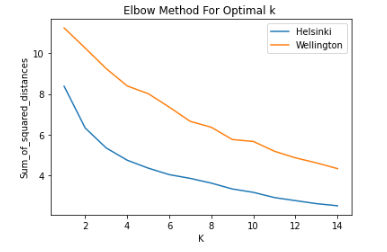 Elbow Method For Optimal k
Helsinki
Wellington
Sum_of_squared_distances
10
8
6
4
2 4 6 8 10 12 14
K